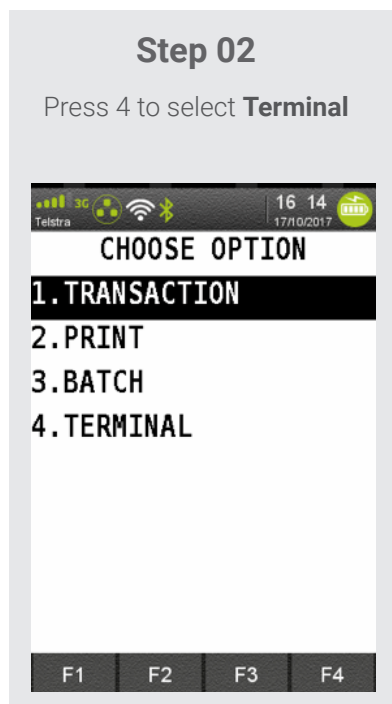 Step 02
Press 4 to select Terminal
3G
16 14
Telstra
17/10/2017
CHOOSE OPTION
1.TRANSACTION
2.PRINT
3.BATCH
4.TERMINAL
F1 F2 F3 F4